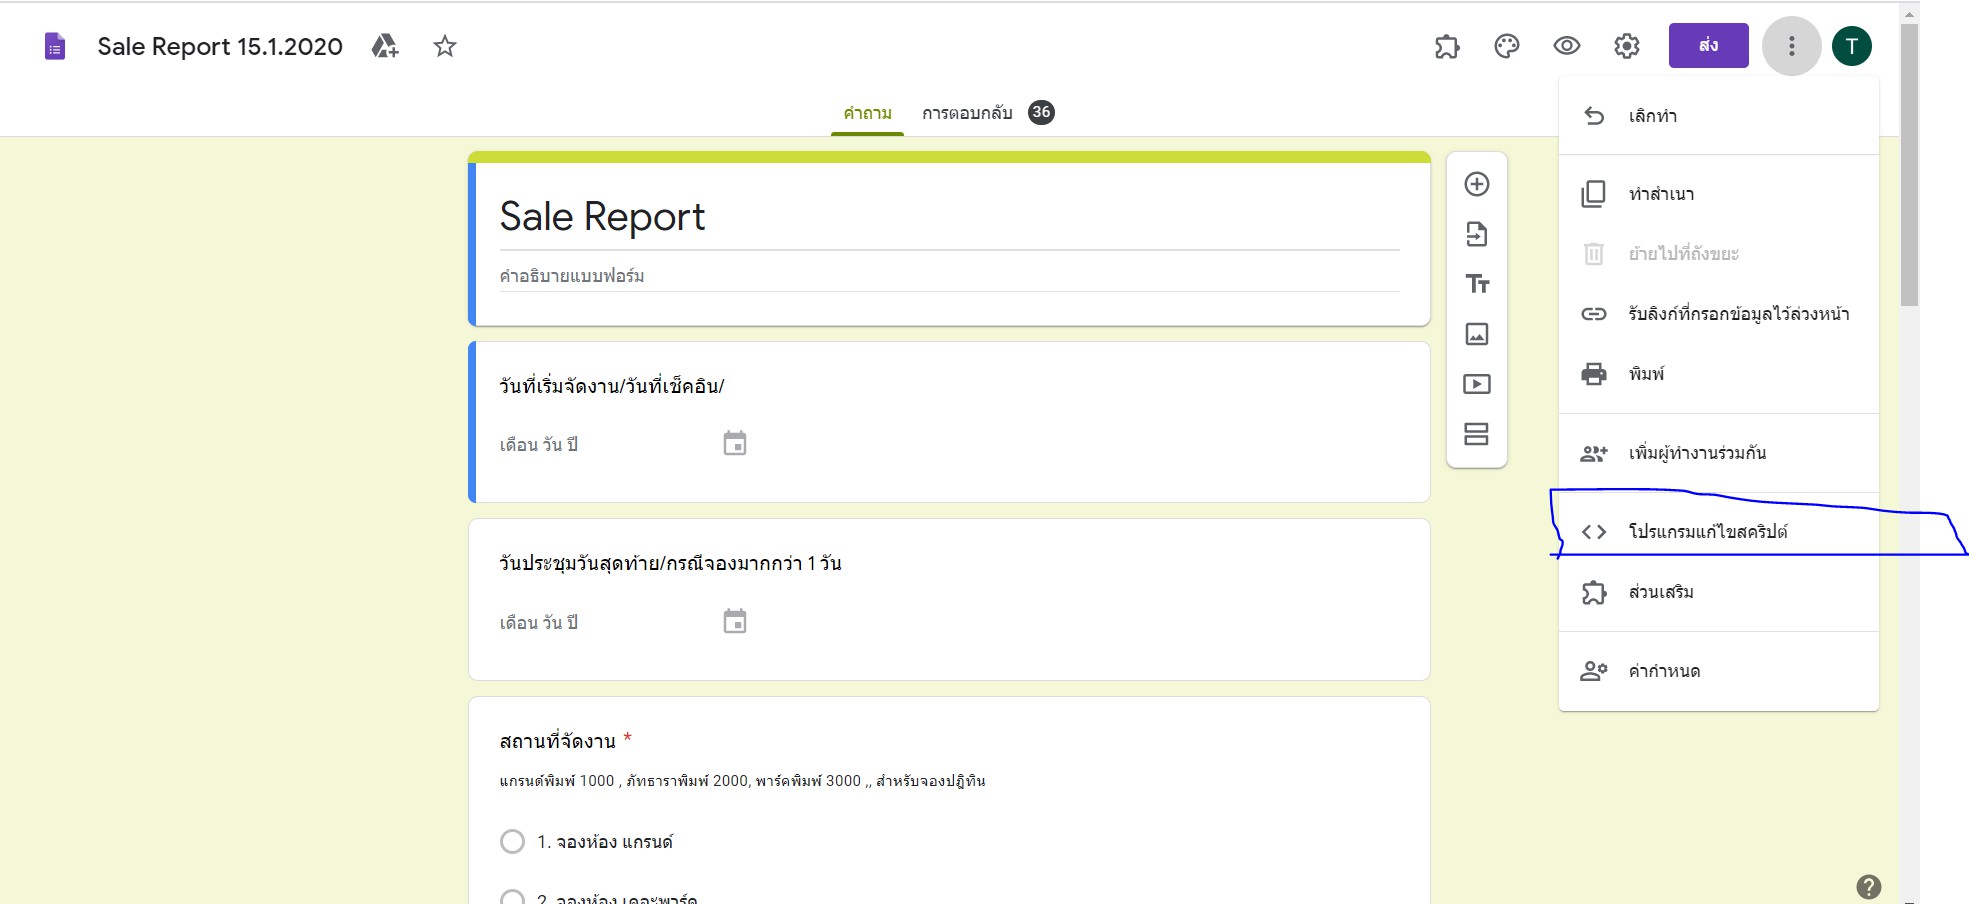 Sale Report 15.1.2020
ส่ง
T
คำถาม
การตอบกลับ 36
Sale Report
คำอธิบายแบบฟอร์ม
วันที่เริ่มจัดงาน/วันที่เช็คอิน/
เดือน วัน ปี
วันประชุมวันสุดท้าย/กรณีจองมากกว่า 1 วัน
เดือน วัน ปี
สถานที่จัดงาน *
แกรนด์พิมพ์ 1000 , ภัทธาราพิมพ์ 2000, พาร์คพิมพ์ 3000 ,, สำหรับจองปฎิทิน
1. จองห้อง แกรนด์
2. จองห้อง เดอะพาร์ค
เลิกทำ
ทำสำเนา
ย้ายไปที่ถังขยะ
รับลิงก์ที่กรอกข้อมูลไว้ล่วงหน้า
พิมพ์
เพิ่มผู้ทำงานร่วมกัน
โปรแกรมแก้ไขสคริปต์
ส่วนเสริม
ค่ากำหนด